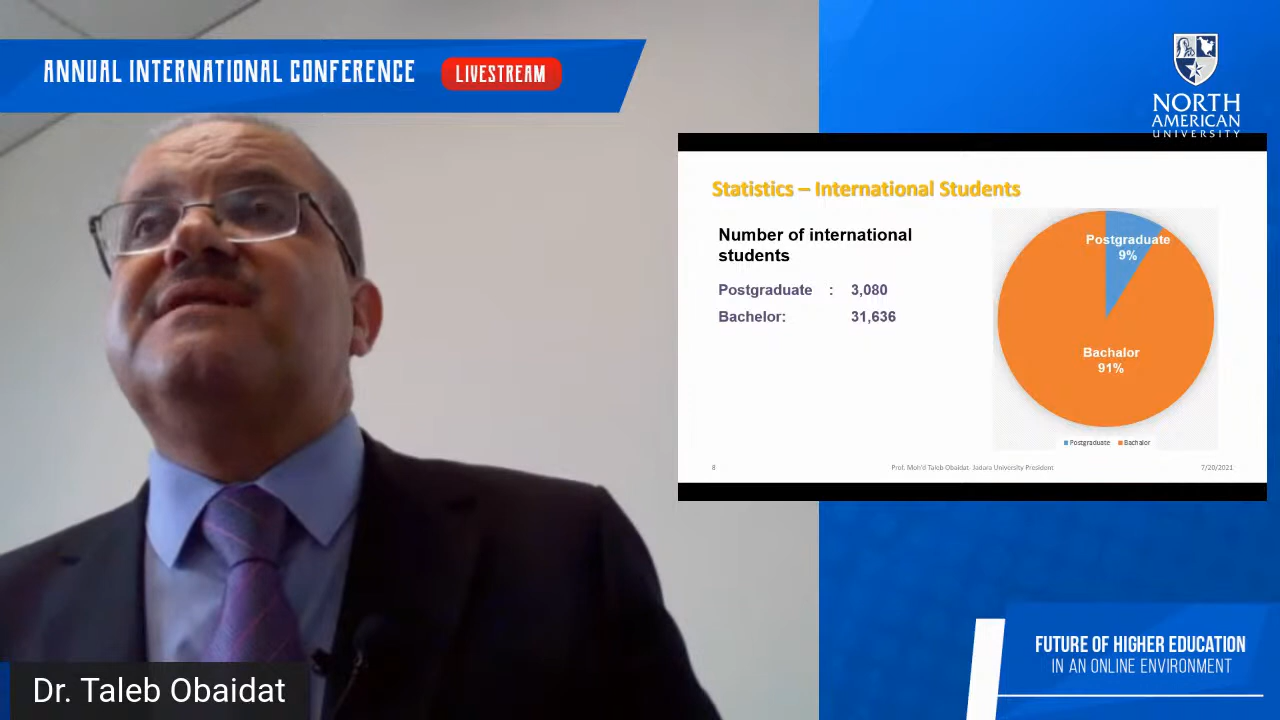 ANNUAL INTERNATIONAL CONFERENCE
LIVESTREAM
NORTH
AMERICAN
UNIVERSITY
Statistics – International Students
Number of international
students
Postgraduate : 3,080
Bachelor: 31,636
Postgraduate
9%
Bachalor
91%
Postgraduate Bachalor
8 Prof. Moh'd Taleb Obaidat- Jadara University President 7/20/2021
FUTURE OF HIGHER EDUCATION
IN AN ONLINE ENVIRONMENT
Dr. Taleb Obaidat